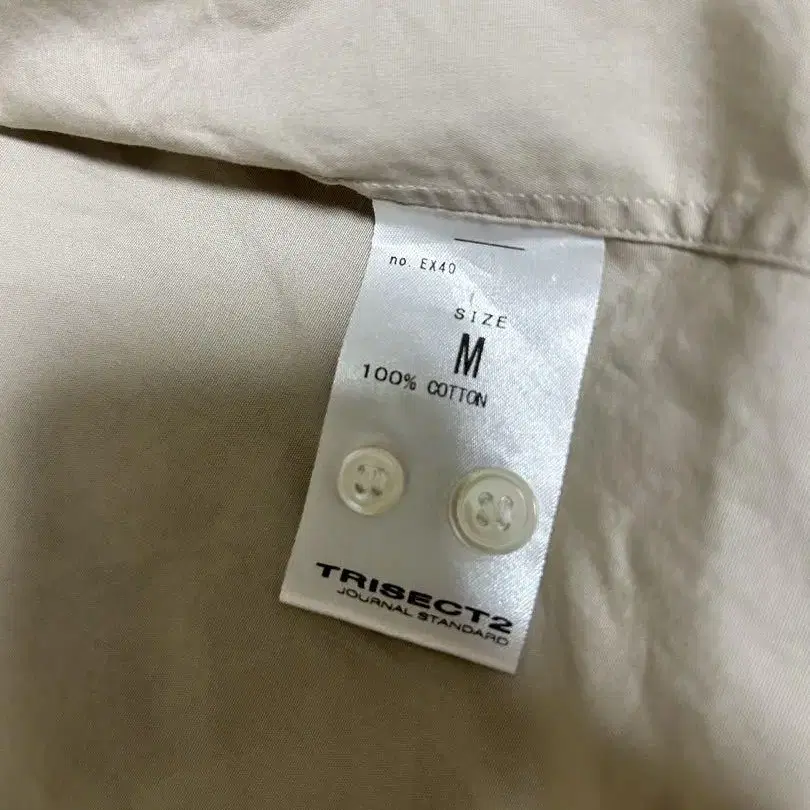 no. EX40
SIZE
M
100% COTTON
TRISECT2
JOURNAL STANDARD